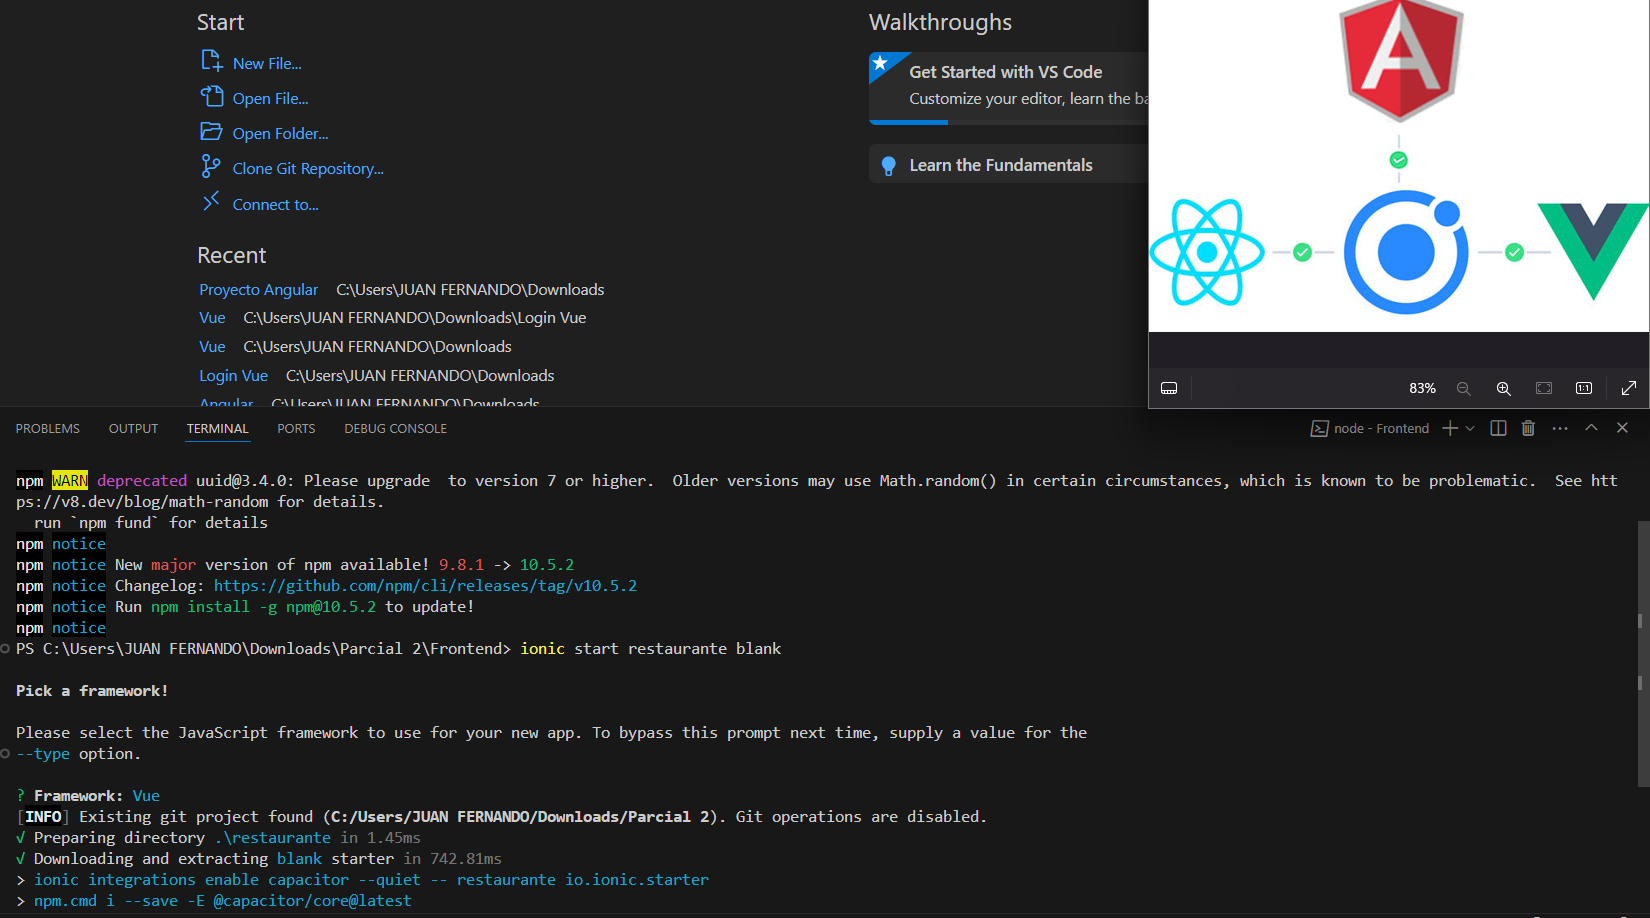 Start
New File...
Open File...
Open Folder...
Clone Git Repository...
Connect to...
Recent
Proyecto Angular C:\Users\JUAN FERNANDO\Downloads
Vue C:\Users\JUAN FERNANDO\Downloads\Login Vue
Vue C:\Users\JUAN FERNANDO\Downloads
Login Vue C:\Users\JUAN FERNANDO\Downloads
Angular C:\Users\JUAN FERNANDO\Downloads
Walkthroughs
Get Started with VS Code
Customize your editor, learn the ba
Learn the Fundamentals
83%
1:1
PROBLEMS OUTPUT TERMINAL PORTS DEBUG CONSOLE
node - Frontend
npm WARN deprecated uuid@3.4.0: Please upgrade  to version 7 or higher.  Older versions may use Math.random() in certain circumstances, which is known to be problematic.  See htt
ps://v8.dev/blog/math-random for details.
run `npm fund` for details
npm notice
npm notice New major version of npm available! 9.8.1 -> 10.5.2
npm notice Changelog: https://github.com/npm/cli/releases/tag/v10.5.2
npm notice Run npm install -g npm@10.5.2 to update!
npm notice
PS C:\Users\JUAN FERNANDO\Downloads\Parcial 2\Frontend> ionic start restaurante blank
Pick a framework!
Please select the JavaScript framework to use for your new app. To bypass this prompt next time, supply a value for the
--type option.
? Framework: Vue
[INFO] Existing git project found (C:/Users/JUAN FERNANDO/Downloads/Parcial 2). Git operations are disabled.
√ Preparing directory .\restaurante in 1.45ms
√ Downloading and extracting blank starter in 742.81ms
> ionic integrations enable capacitor --quiet -- restaurante io.ionic.starter
> npm.cmd i --save -E @capacitor/core@latest